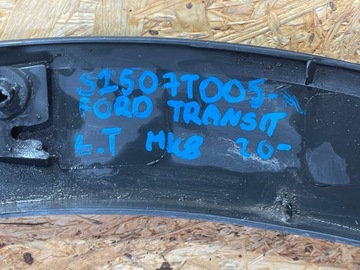 S1507T005-
FORD TRANSIT
L.T MK8 20-